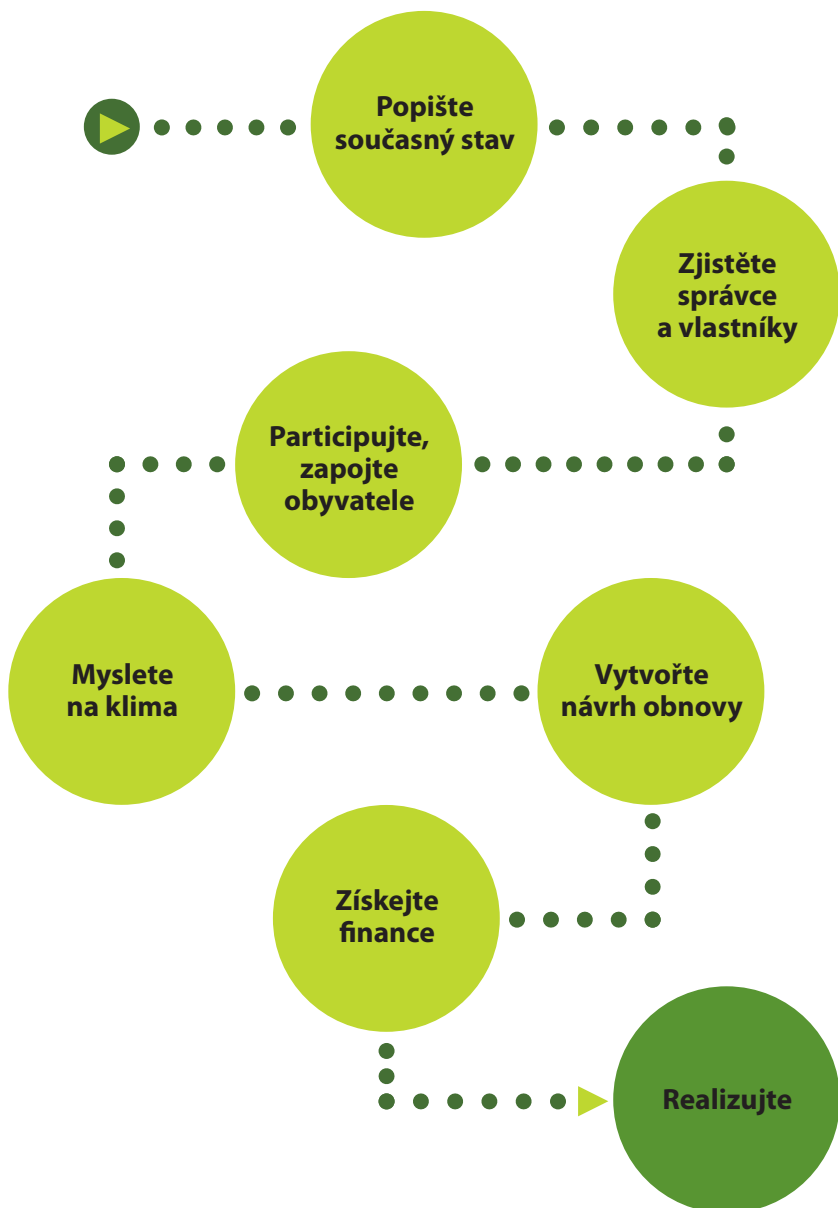 Popište
současný stav
Zjistěte
správce
a vlastníky
Participujte,
zapojte
obyvatele
Myslete
na klima
Vytvořte
návrh obnovy
Získejte
finance
Realizujte